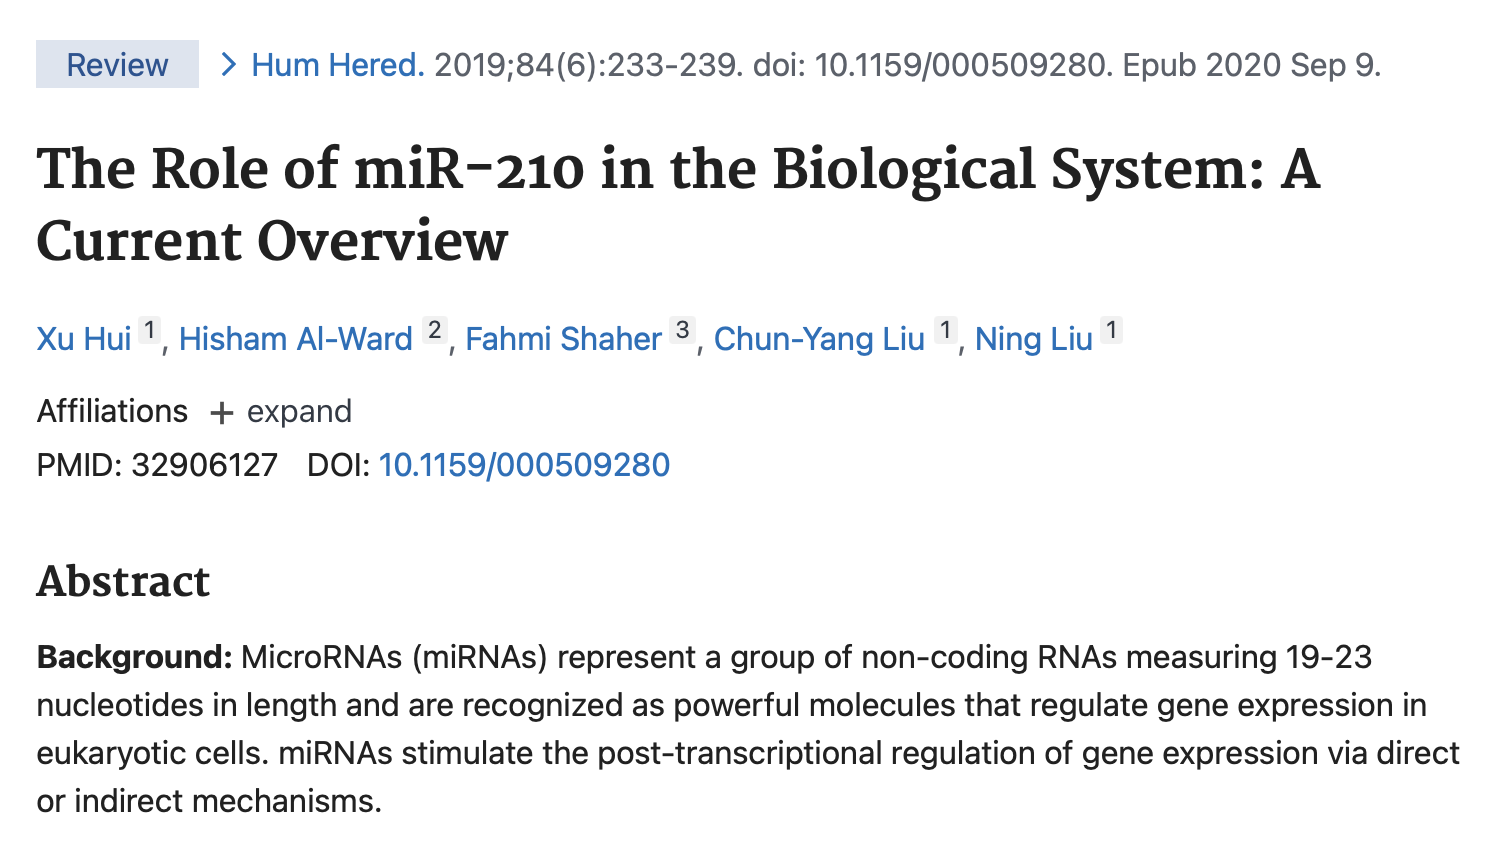 Review > Hum Hered. 2019;84(6):233-239. doi: 10.1159/000509280. Epub 2020 Sep 9.
The Role of miR-210 in the Biological System: A
Current Overview
Xu Hui 1, Hisham Al-Ward 2, Fahmi Shaher 3, Chun-Yang Liu 1, Ning Liu 1
Affiliations + expand
PMID: 32906127 DOI: 10.1159/000509280
Abstract
Background: MicroRNAs (miRNAs) represent a group of non-coding RNAs measuring 19-23
nucleotides in length and are recognized as powerful molecules that regulate gene expression in
eukaryotic cells. miRNAs stimulate the post-transcriptional regulation of gene expression via direct
or indirect mechanisms.